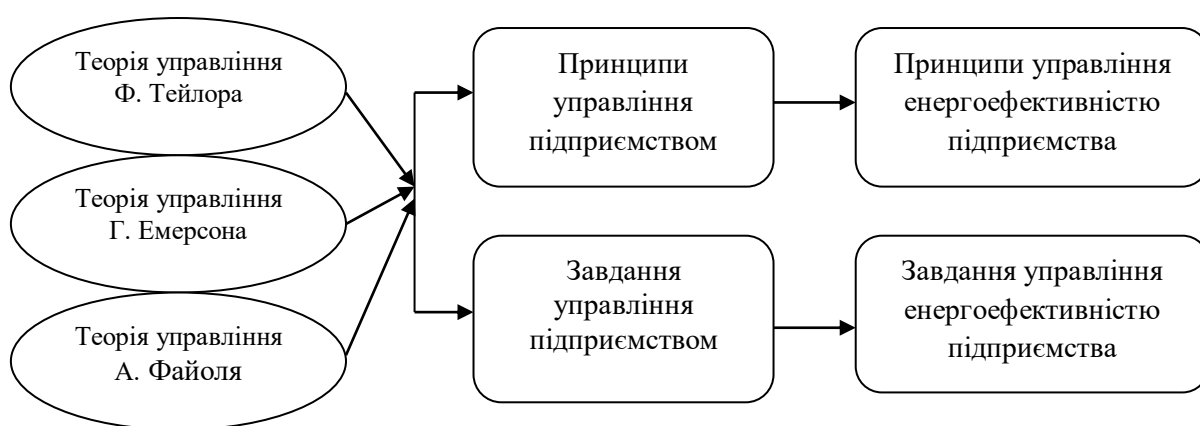 Теорія управління
Ф. Тейлора
Теорія управління
Г. Емерсона
Теорія управління
А. Файоля
Принципи
управління
підприємством
Принципи управління
енергоефективністю
підприємства
Завдання
управління
підприємством
Завдання управління
енергоефективністю
підприємства